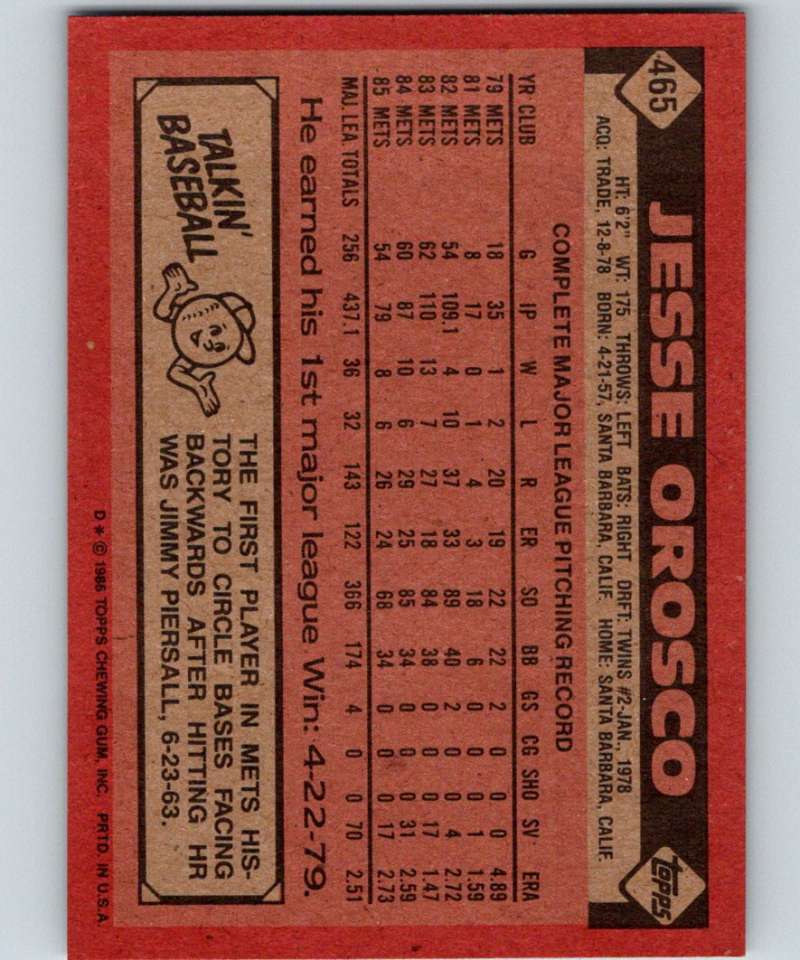 465
JESSE OROSCO
TOPPS
HT: 6'2" WT: 175 THROWS: LEFT BATS: RIGHT DRFT: TWINS #2-JAN., 1978
ACQ: TRADE, 12-8-78 BORN: 4-21-57, SANTA BARBARA, CALIF. HOME: SANTA BARBARA, CALIF.
COMPLETE MAJOR LEAGUE PITCHING RECORD
YR CLUB G IP W L R ER SO BB GS CG SHO SV ERA
79 METS 18 35 1 2 20 19 22 22 2 0 0 0 4.89
81 METS 8 17 0 1 4 3 18 6 0 0 0 1 1.59
82 METS 54 109.1 4 10 37 33 89 40 2 0 0 4 2.72
83 METS 62 110 13 7 27 18 84 38 0 0 0 17 1.47
84 METS 60 87 10 6 29 25 85 34 0 0 0 31 2.59
85 METS 54 79 8 6 26 24 68 34 0 0 0 17 2.73
MAJ. LEA. TOTALS 256 437.1 36 32 143 122 366 174 4 0 0 70 2.51
He earned his 1st major league Win: 4-22-79.
TALKIN'
BASEBALL
THE FIRST PLAYER IN METS HIS-
TORY TO CIRCLE BASES FACING
BACKWARDS AFTER HITTING HR
WAS JIMMY PIERSALL, 6-23-63.
D* © 1986 TOPPS CHEWING GUM, INC. PRTD. IN U.S.A.